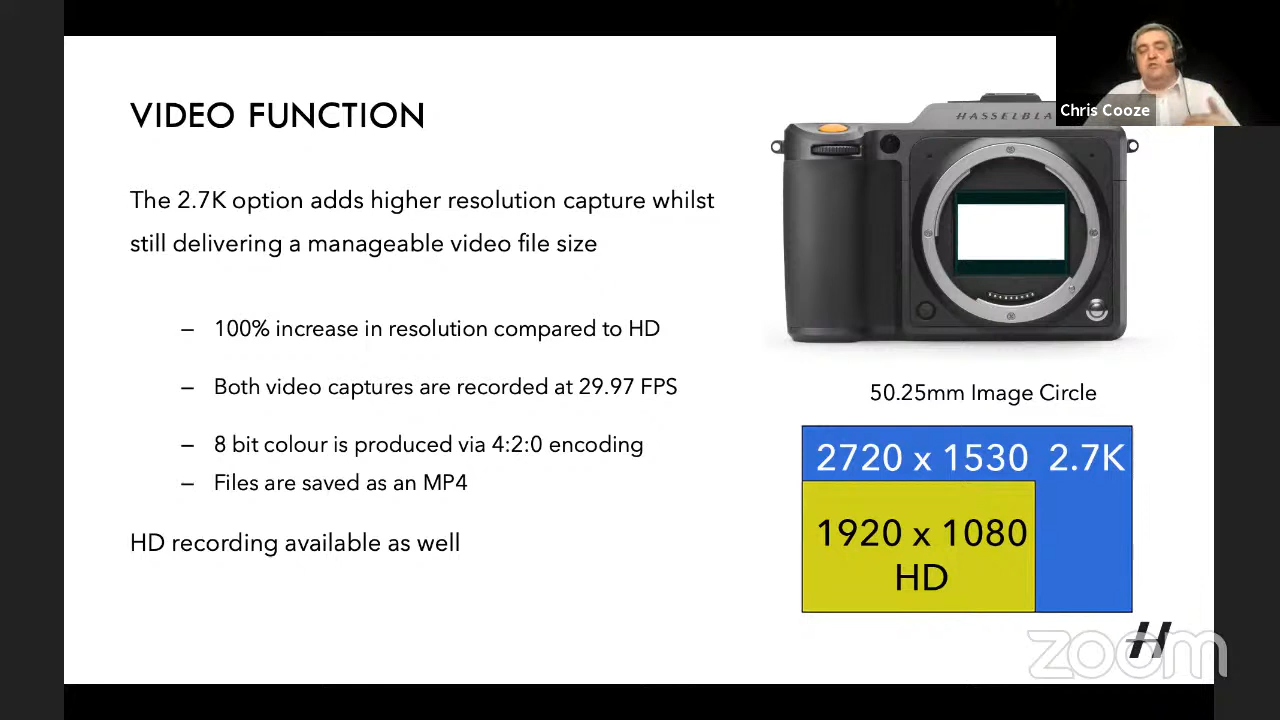 VIDEO FUNCTION
The 2.7K option adds higher resolution capture whilst
still delivering a manageable video file size
– 100% increase in resolution compared to HD
– Both video captures are recorded at 29.97 FPS
– 8 bit colour is produced via 4:2:0 encoding
– Files are saved as an MP4
HD recording available as well
HASSELBLA
Chris Cooze
50.25mm Image Circle
2720 x 1530 2.7K
1920 x 1080
HD
H
zoom